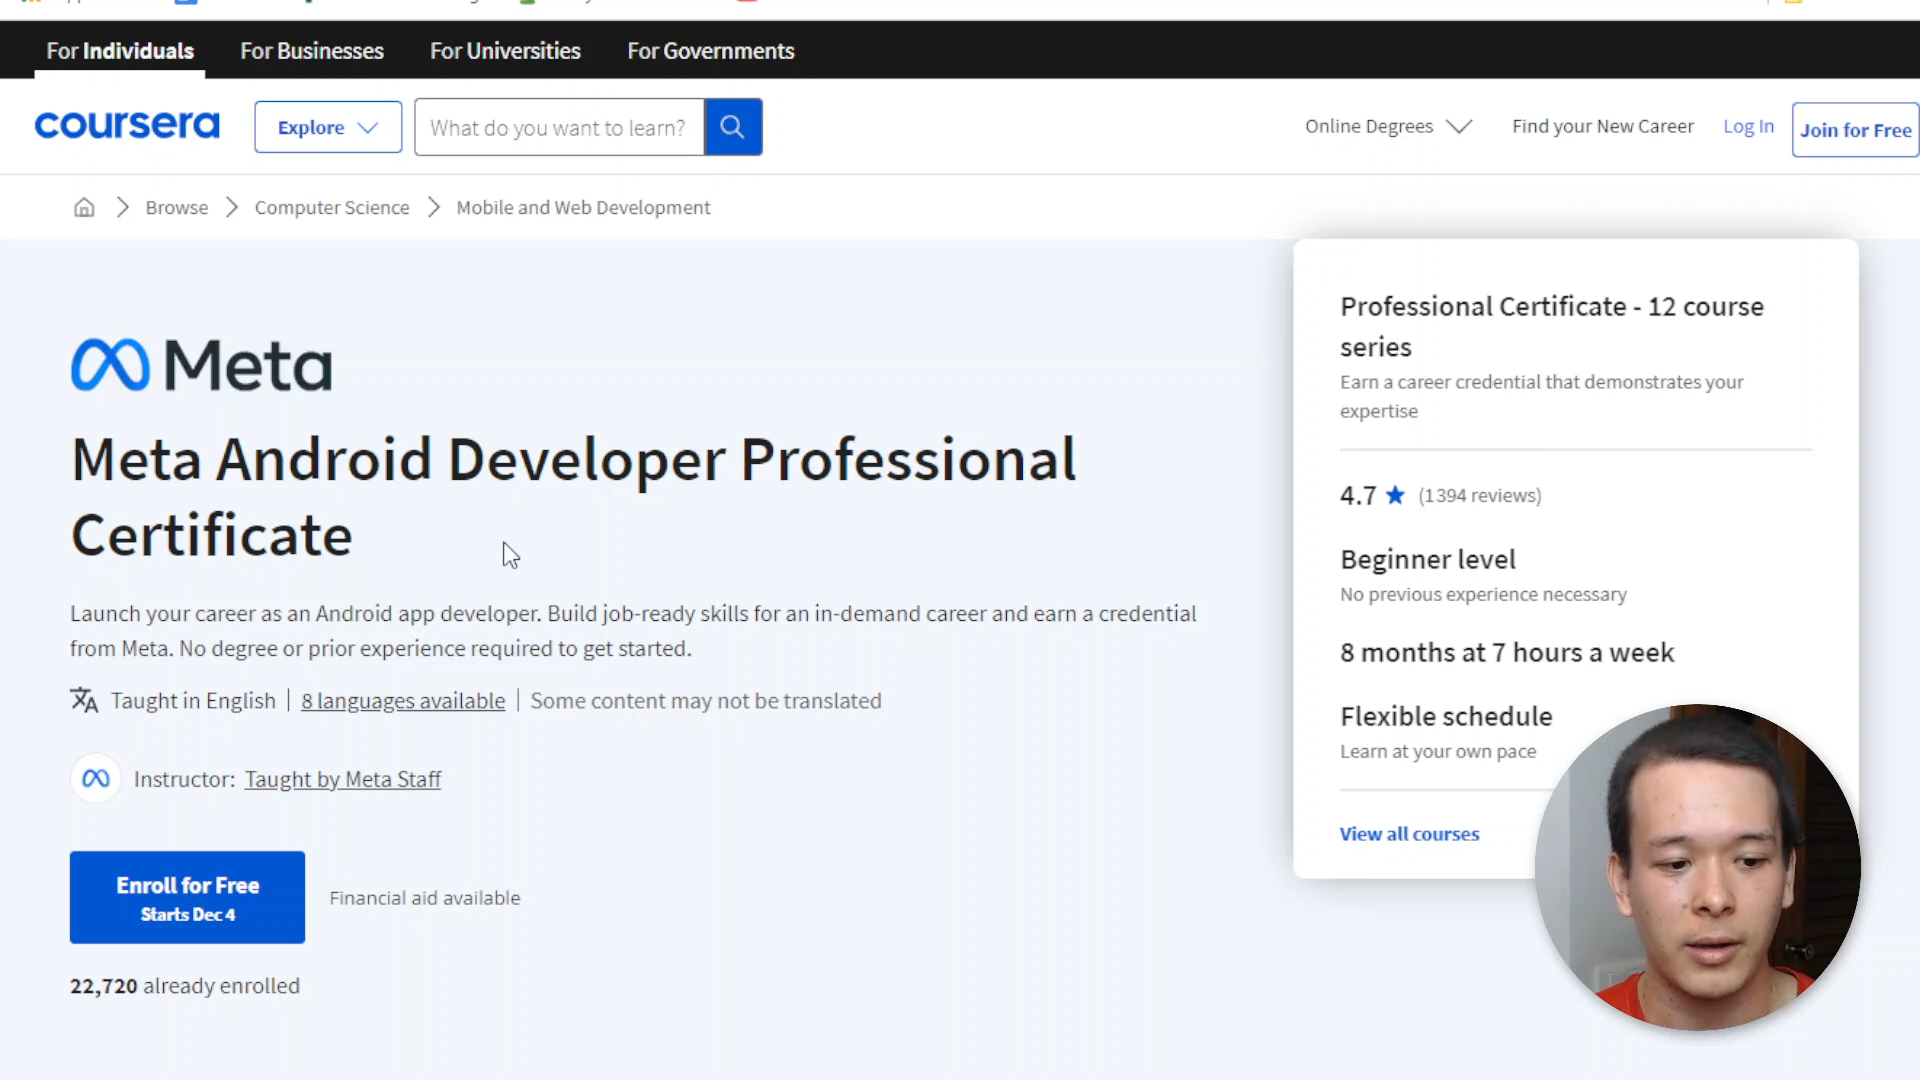 For Individuals
For Businesses
For Universities
For Governments
coursera
Explore
What do you want to learn?
Online Degrees
Find your New Career
Log In
Join for Free
Browse
Computer Science
Mobile and Web Development
Meta
Meta Android Developer Professional
Certificate
Launch your career as an Android app developer. Build job-ready skills for an in-demand career and earn a credential
from Meta. No degree or prior experience required to get started.
Taught in English | 8 languages available | Some content may not be translated
Instructor: Taught by Meta Staff
Enroll for Free
Starts Dec 4
Financial aid available
22,720 already enrolled
Professional Certificate - 12 course
series
Earn a career credential that demonstrates your
expertise
4.7 ★ (1394 reviews)
Beginner level
No previous experience necessary
8 months at 7 hours a week
Flexible schedule
Learn at your own pace
View all courses